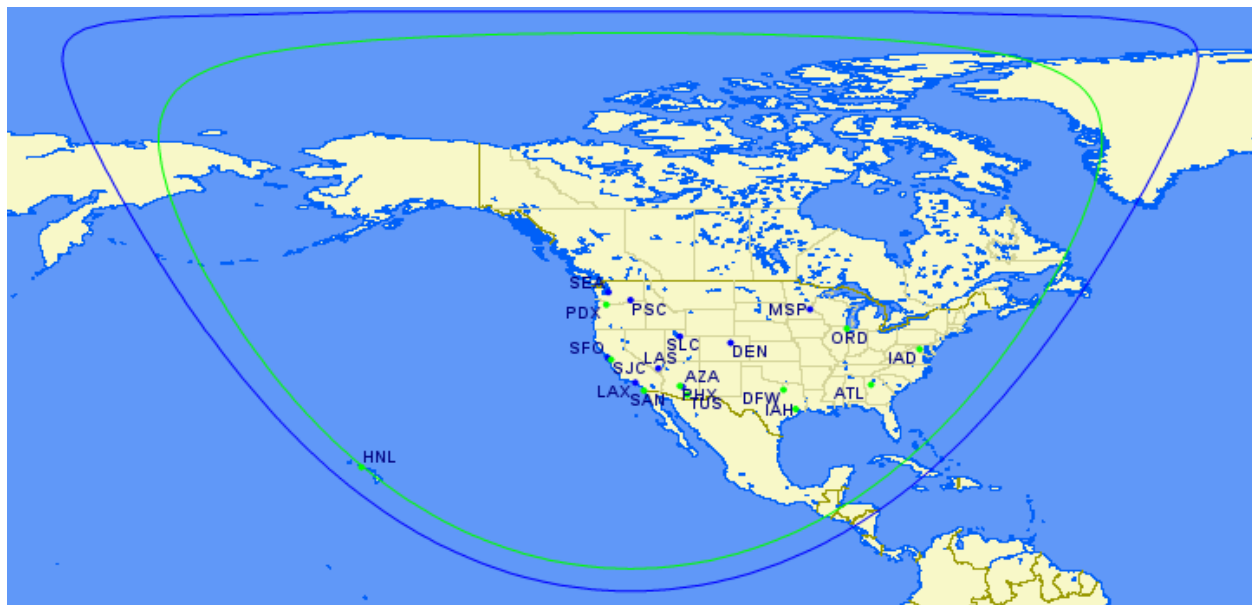 SEA
PDX
PSC
MSP
SFO
SLC
DEN
ORD
IAD
SJC
LAS
LAX
SAN
AZA
PHX
TUS
DFW
IAH
ATL
HNL